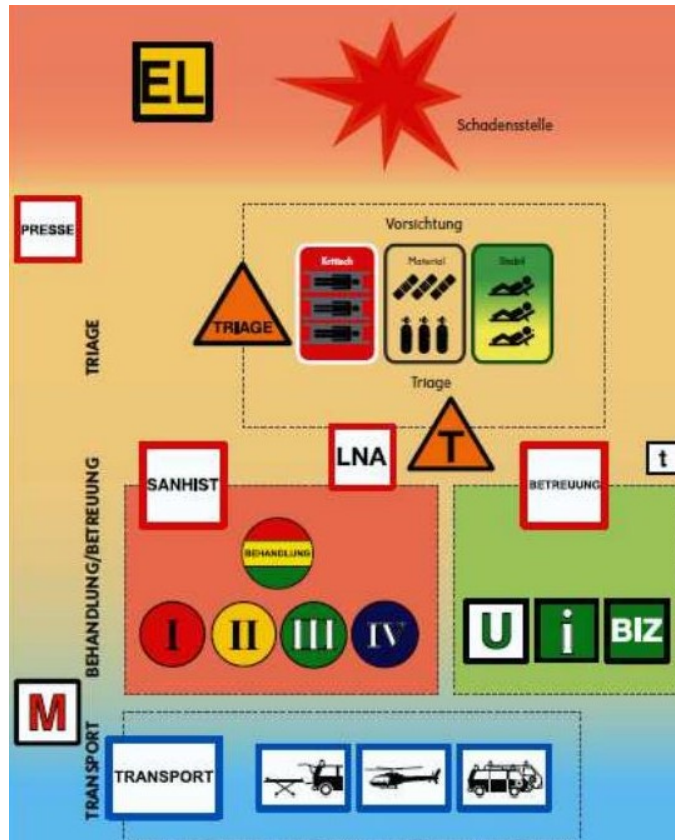 EL
Schadensstelle
PRESSE
Vorsichtung
Kritisch
Material
Stabil
TRIAGE
TRIAGE
Triage
T
LNA
SANHIST
BETREUUNG
t
BEHANDLUNG/BETREUUNG
BEHANDLUNG
I
II
III
IV
U
i
BIZ
M
TRANSPORT
TRANSPORT